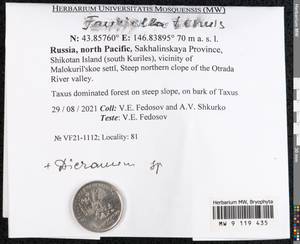 HERBARIUM UNIVERSITATIS MOSQUENSIS (MW)
tenuis
N: 43.85760° E: 146.83895° 70 m a. s. l.
Russia, north Pacific, Sakhalinskaya Province,
Shikotan Island (south Kuriles), vicinity of
Malokuril'skoe settl, Steep northern slope of the Otrada
River valley.
Taxus dominated forest on steep slope, on bark of Taxus
29 / 08 / 2021 Coll: V.E. Fedosov and A.V. Shkurko
Teste: V.E. Fedosov
№ VF21-1112; Locality: 81
+ Dicranum sp
Herbarium MW, Bryophyta
MW 9 119 435